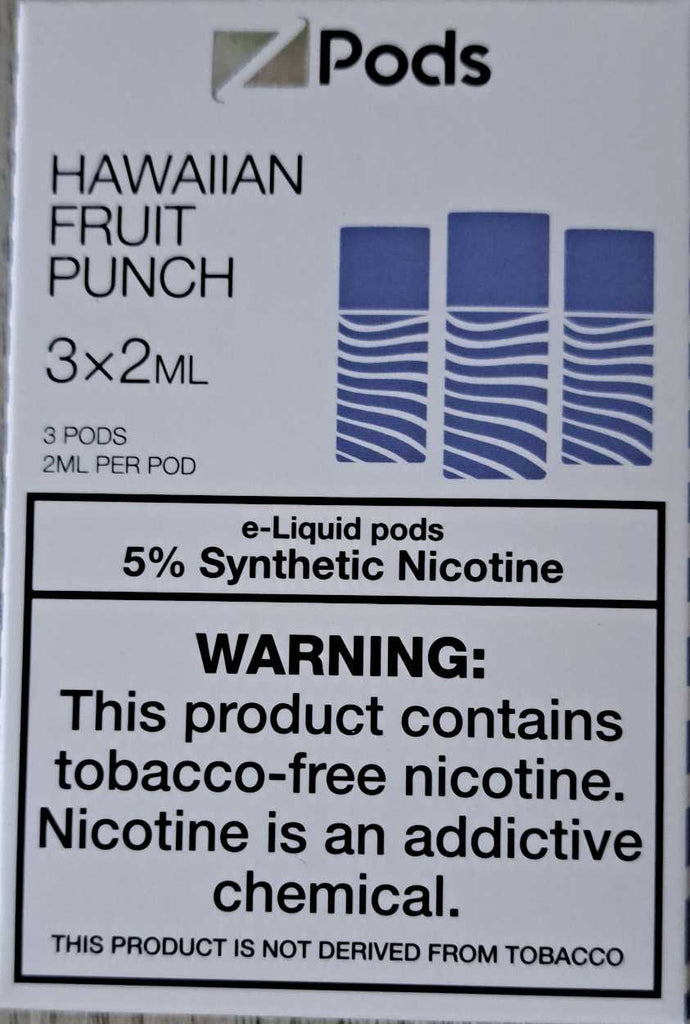 Z Pods
HAWAIIAN
FRUIT
PUNCH
3×2ML
3 PODS
2ML PER POD
e-Liquid pods
5% Synthetic Nicotine
WARNING:
This product contains
tobacco-free nicotine.
Nicotine is an addictive
chemical.
THIS PRODUCT IS NOT DERIVED FROM TOBACCO